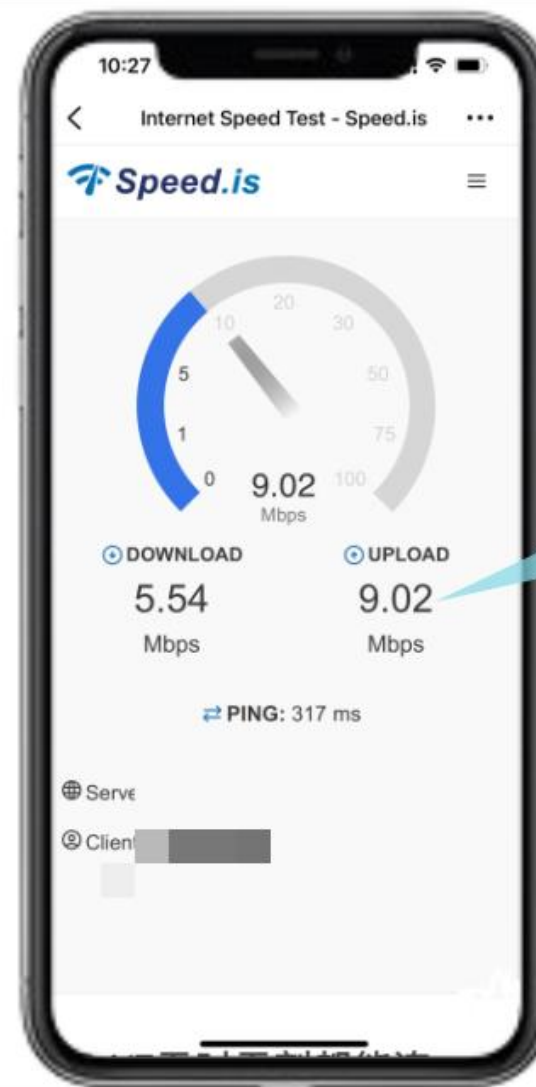 10:27
Internet Speed Test - Speed.is
Speed.is
20
10
30
5
50
1
75
0
100
9.02
Mbps
DOWNLOAD
UPLOAD
5.54
9.02
Mbps
Mbps
PING: 317 ms
Serve
Client